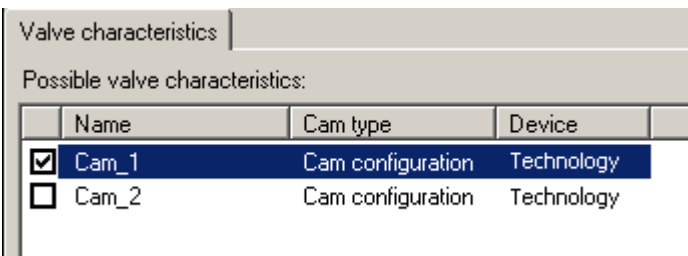 Valve characteristics
Possible valve characteristics:
Name Cam type Device
Cam_1 Cam configuration Technology
Cam_2 Cam configuration Technology